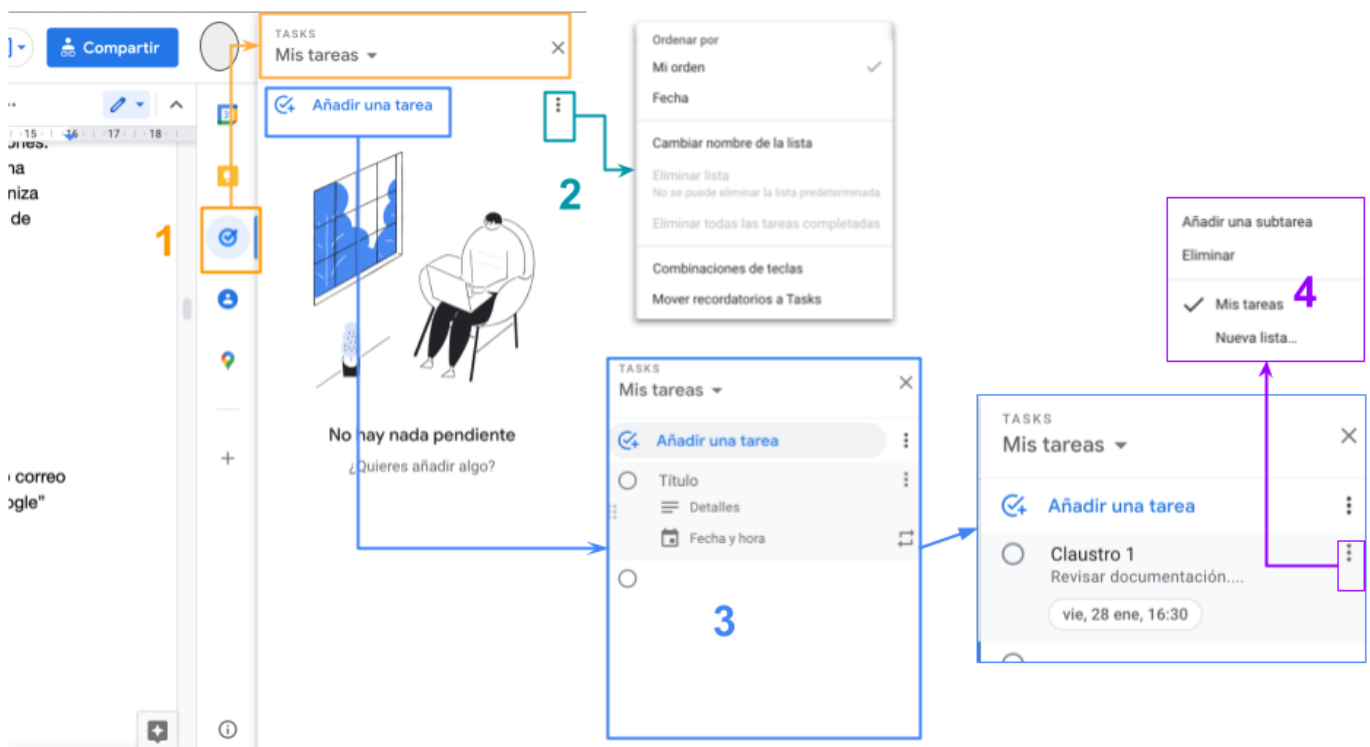 Compartir
15 16 17 18
na
niza
de
correo
ogle"
1
TASKS
Mis tareas
Añadir una tarea
No hay nada pendiente
¿Quieres añadir algo?
2
Ordenar por
Mi orden
Fecha
Cambiar nombre de la lista
Eliminar lista
No se puede eliminar la lista predeterminada
Eliminar todas las tareas completadas
Combinaciones de teclas
Mover recordatorios a Tasks
TASKS
Mis tareas
Añadir una tarea
Título
Detalles
Fecha y hora
3
Añadir una subtarea
Eliminar
4
Mis tareas
Nueva lista...
TASKS
Mis tareas
Añadir una tarea
Claustro 1
Revisar documentación....
vie, 28 ene, 16:30